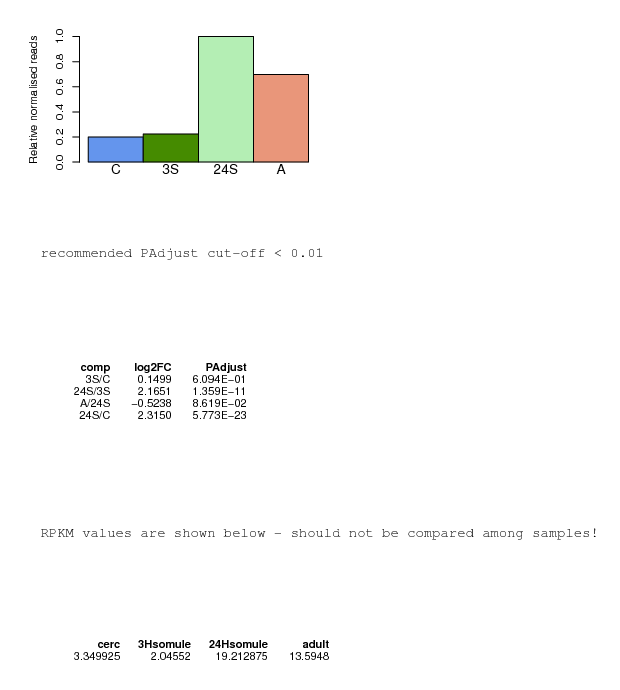 Relative normalised reads
1.0
0.8
0.6
0.4
0.2
0.0
C 3S 24S A
recommended PAdjust cut-off < 0.01
comp log2FC PAdjust
3S/C 0.1499 6.094E-01
24S/3S 2.1651 1.359E-11
A/24S -0.5238 8.619E-02
24S/C 2.3150 5.773E-23
RPKM values are shown below - should not be compared among samples!
cerc 3Hsomule 24Hsomule adult
3.349925 2.04552 19.212875 13.5948